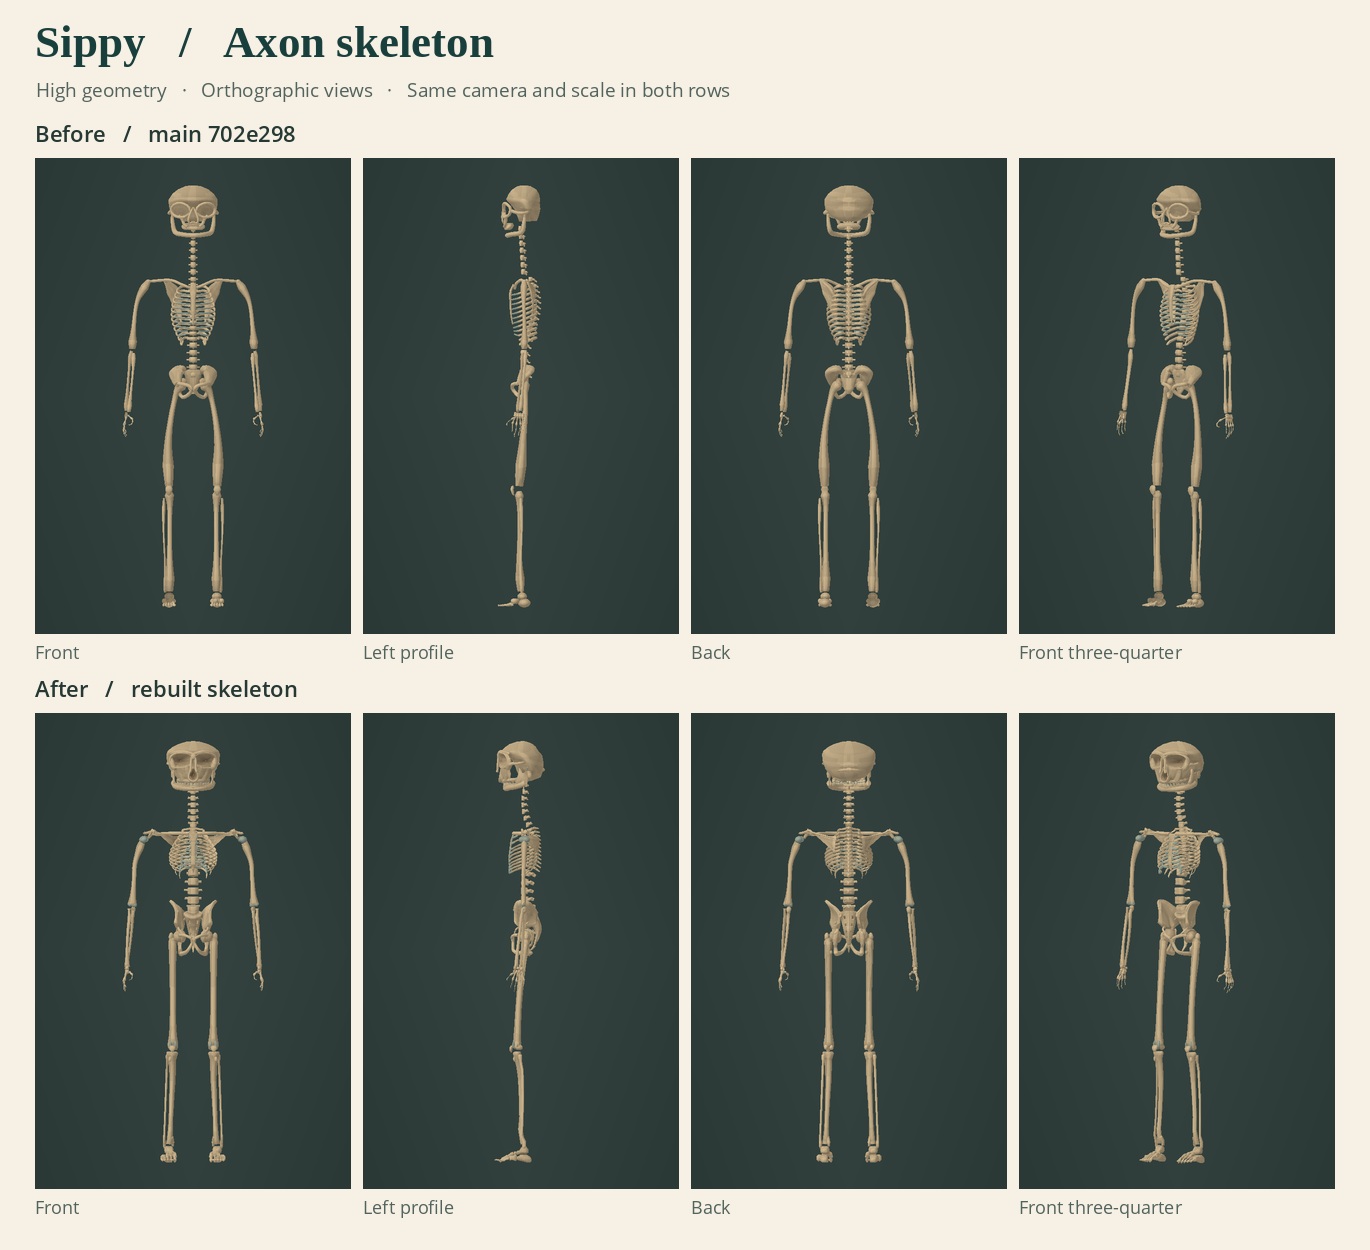 Sippy / Axon skeleton
High geometry · Orthographic views · Same camera and scale in both rows
Before / main 702e298
Front
Left profile
Back
Front three-quarter
After / rebuilt skeleton
Front
Left profile
Back
Front three-quarter